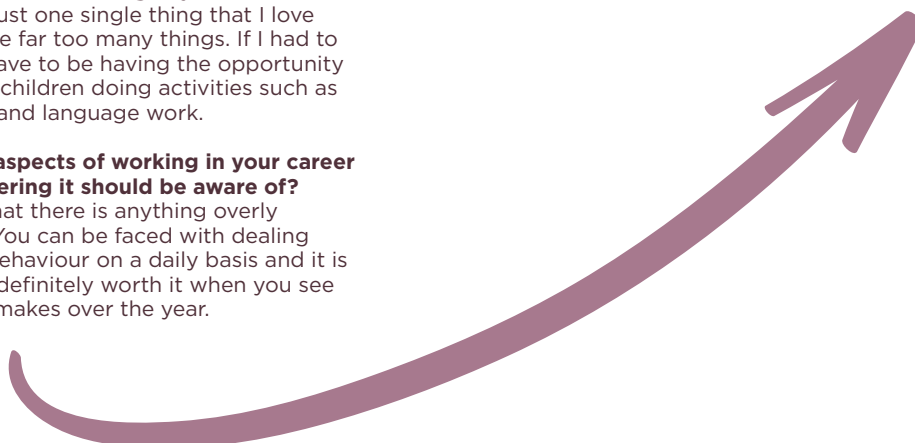 ust one single thing that I love
e far too many things. If I had to
ave to be having the opportunity
children doing activities such as
and language work.
aspects of working in your career
ering it should be aware of?
hat there is anything overly
You can be faced with dealing
ehaviour on a daily basis and it is
definitely worth it when you see
makes over the year.